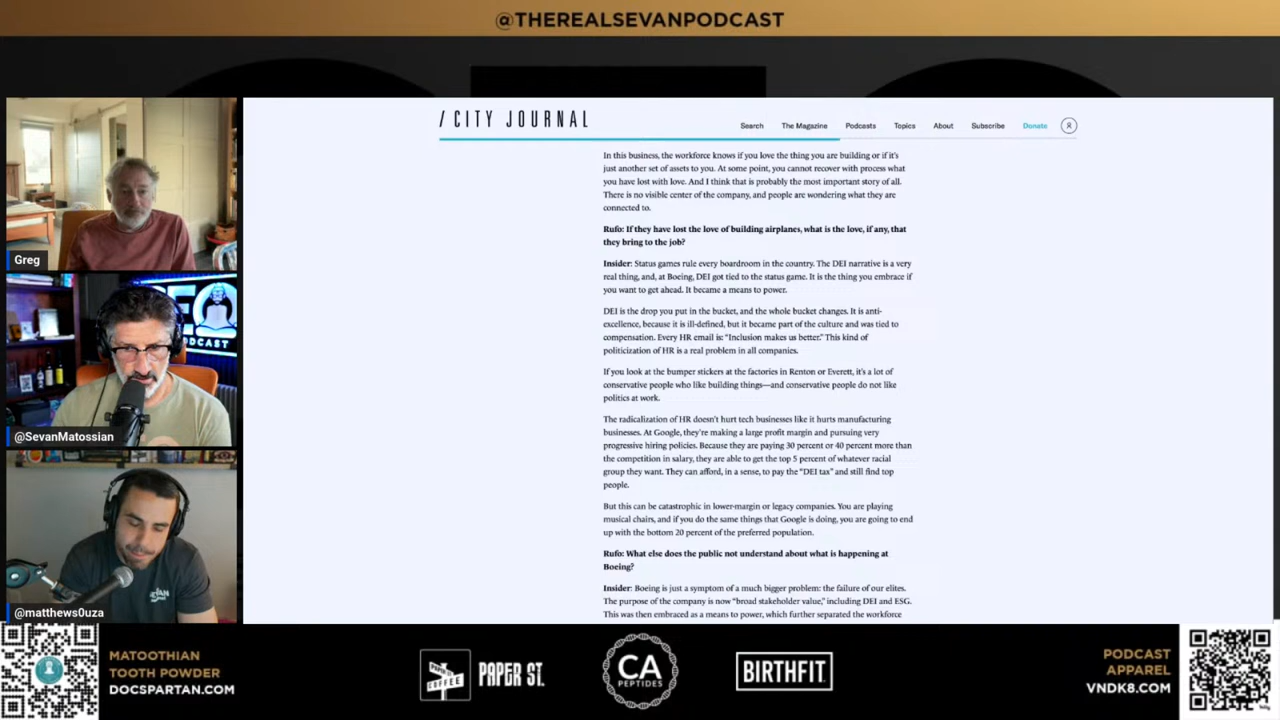 @THEREALSEVANPODCAST
/ CITY JOURNAL
Search The Magazine Podcasts Topics About Subscribe Donate
In this business, the workforce knows if you love the thing you are building or if it's
just another set of assets to you. At some point, you cannot recover with process what
you have lost with love. And I think that is probably the most important story of all.
There is no visible center of the company, and people are wondering what they are
connected to.
Rufo: If they have lost the love of building airplanes, what is the love, if any, that
they bring to the job?
Insider: Status games rule every boardroom in the country. The DEI narrative is a very
real thing, and, at Boeing, DEI got tied to the status game. It is the thing you embrace if
you want to get ahead. It became a means to power.
DEI is the drop you put in the bucket, and the whole bucket changes. It is anti-
excellence, because it is ill-defined, but it became part of the culture and was tied to
compensation. Every HR email is: "Inclusion makes us better." This kind of
politicization of HR is a real problem in all companies.
If you look at the bumper stickers at the factories in Renton or Everett, it's a lot of
conservative people who like building things—and conservative people do not like
politics at work.
The radicalization of HR doesn't hurt tech businesses like it hurts manufacturing
businesses. At Google, they're making a large profit margin and pursuing very
progressive hiring policies. Because they are paying 30 percent or 40 percent more than
the competition in salary, they are able to get the top 5 percent of whatever racial
group they want. They can afford, in a sense, to pay the "DEI tax" and still find top
people.
But this can be catastrophic in lower-margin or legacy companies. You are playing
musical chairs, and if you do the same things that Google is doing, you are going to end
up with the bottom 20 percent of the preferred population.
Rufo: What else does the public not understand about what is happening at
Boeing?
Insider: Boeing is just a symptom of a much bigger problem: the failure of our elites.
The purpose of the company is now "broad stakeholder value," including DEI and ESG.
This was then embraced as a means to power, which further separated the workforce
Greg
PODCAST
@SevanMatossian
@matthews0uza
MATOOTHIAN
TOOTH POWDER
DOCSPARTAN.COM
COFFEE
PAPER ST.
CA
PEPTIDES
BIRTHFIT
PODCAST
APPAREL
VNDK8.COM